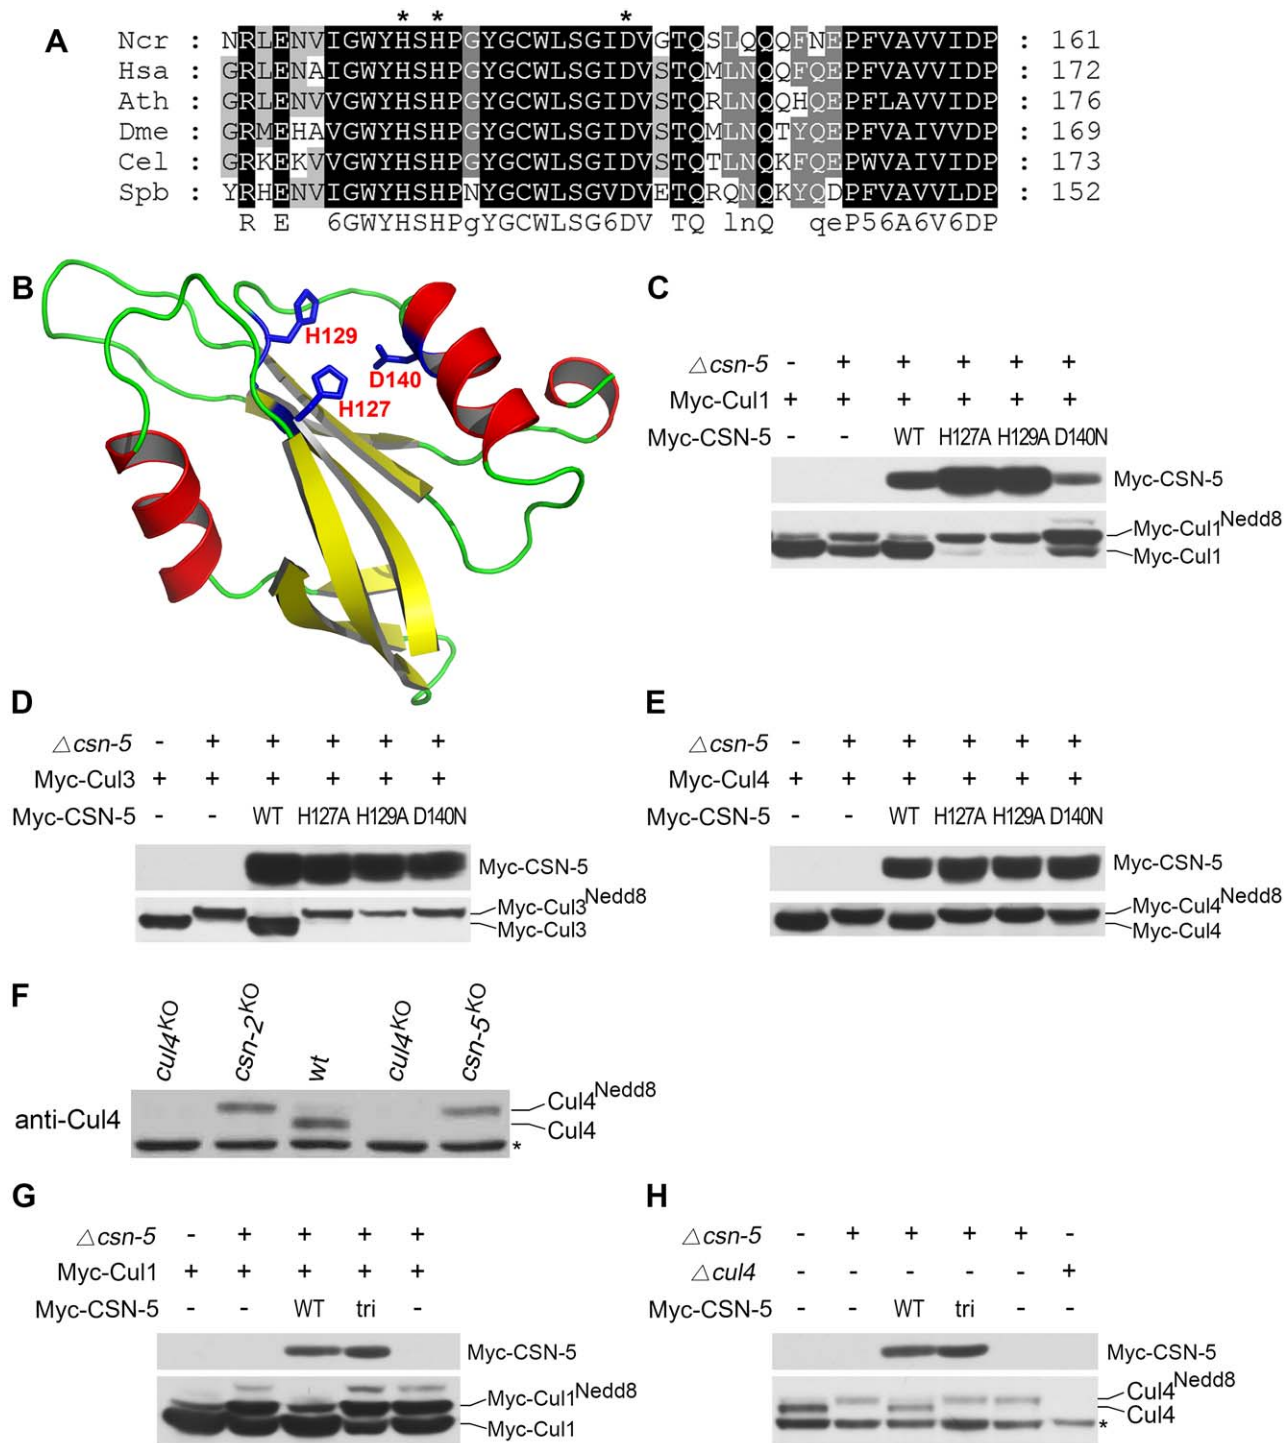 A
* * *
Ncr : NRLENVIGWYHSHPGYGCWLSGIDVGTQSLQQQFNEPFVAVVIDP : 161
Hsa : GRLENAIGWYHSHPGYGCWLSGIDVSTQMLNQQFQEPFVAVVIDP : 172
Ath : GRLENVVGWYHSHPGYGCWLSGIDVSTQRLNQQHQEPFLAVVIDP : 176
Dme : GRMEHAVGWYHSHPGYGCWLSGIDVSTQMLNQTYQEPFVAIVVDP : 169
Cel : GRKEKVVGWYHSHPGYGCWLSGIDVSTQTLNQKFQEPWVAIVIDP : 173
Spb : YRHENVIGWYHSHPNYGCWLSGVDVETQRQNQKYQDPFVAVVLDP : 152
R E 6GWYHSHPgYGCWLSG6DV TQ lnQ qeP56A6V6DP
B
H129
D140
H127
C
△csn-5 - + + + + +
Myc-Cul1 + + + + + +
Myc-CSN-5 - - WT H127A H129A D140N
Myc-CSN-5
Myc-Cul1Nedd8
Myc-Cul1
D
△csn-5 - + + + + +
Myc-Cul3 + + + + + +
Myc-CSN-5 - - WT H127A H129A D140N
Myc-CSN-5
Myc-Cul3Nedd8
Myc-Cul3
E
△csn-5 - + + + + +
Myc-Cul4 + + + + + +
Myc-CSN-5 - - WT H127A H129A D140N
Myc-CSN-5
Myc-Cul4Nedd8
Myc-Cul4
F
cul4KO csn-2KO wt cul4KO csn-5KO
anti-Cul4
Cul4Nedd8
Cul4
*
G
△csn-5 - + + + +
Myc-Cul1 + + + + +
Myc-CSN-5 - - WT tri -
Myc-CSN-5
Myc-Cul1Nedd8
Myc-Cul1
H
△csn-5 - + + + + -
△cul4 - - - - - +
Myc-CSN-5 - - WT tri - -
Myc-CSN-5
Cul4Nedd8
Cul4
*